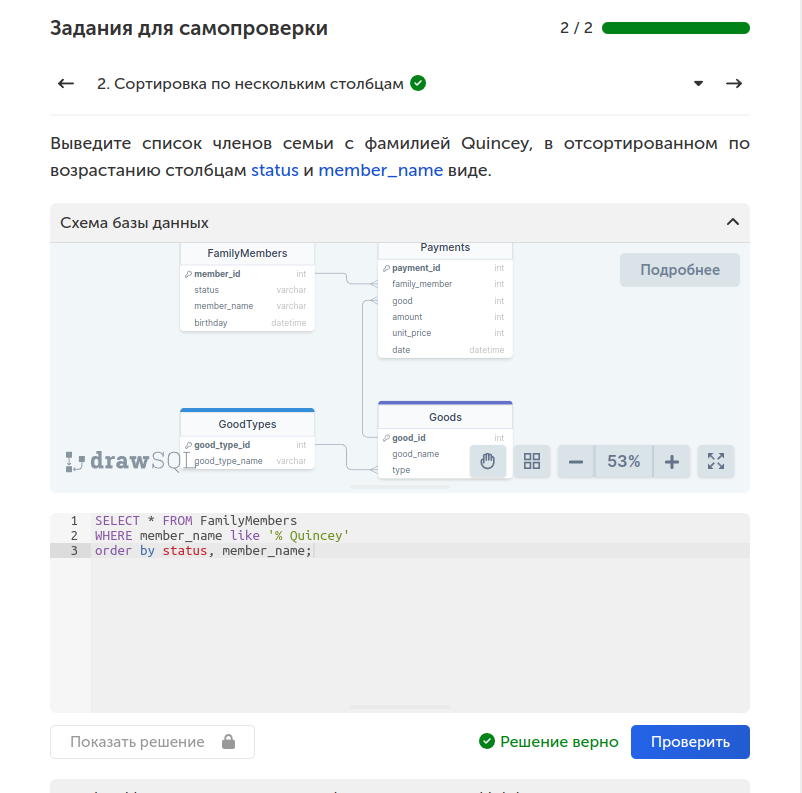 Задания для самопроверки
2 / 2
2. Сортировка по нескольким столбцам
Выведите список членов семьи с фамилией Quincey, в отсортированном по
возрастанию столбцам status и member_name виде.
Схема базы данных
FamilyMembers
member_id int
status varchar
member_name varchar
birthday datetime
Payments
payment_id int
family_member int
good int
amount int
unit_price int
date datetime
Подробнее
GoodTypes
good_type_id int
good_type_name varchar
Goods
good_id int
good_name
type
drawSQL
53%
1 SELECT * FROM FamilyMembers
2 WHERE member_name like '% Quincey'
3 order by status, member_name;
Показать решение
Решение верно
Проверить